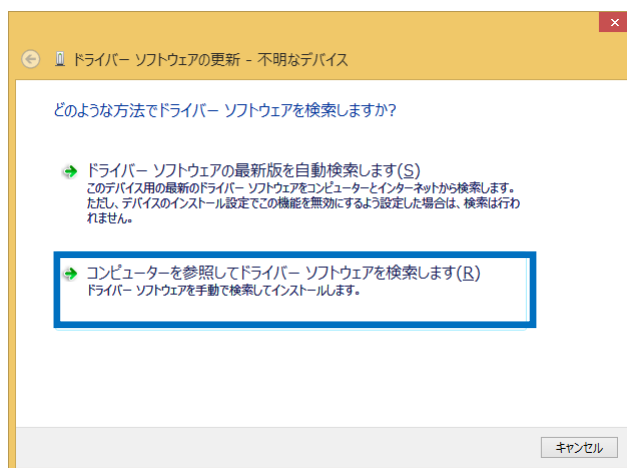 ドライバー ソフトウェアの更新 - 不明なデバイス
どのような方法でドライバー ソフトウェアを検索しますか?
ドライバー ソフトウェアの最新版を自動検索します(S)
このデバイス用の最新のドライバー ソフトウェアをコンピューターとインターネットから検索します。
ただし、デバイスのインストール設定でこの機能を無効にするよう設定した場合は、検索は行わ
れません。
コンピューターを参照してドライバー ソフトウェアを検索します(R)
ドライバー ソフトウェアを手動で検索してインストールします。
キャンセル